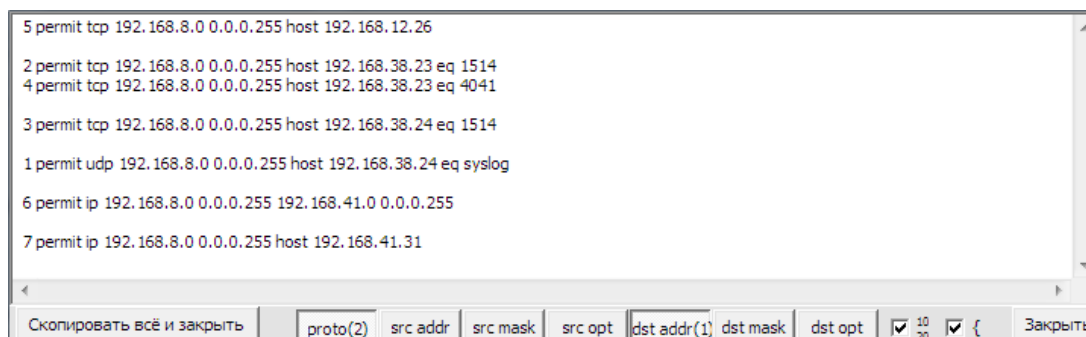 5 permit tcp 192.168.8.0 0.0.0.255 host 192.168.12.26
2 permit tcp 192.168.8.0 0.0.0.255 host 192.168.38.23 eq 1514
4 permit tcp 192.168.8.0 0.0.0.255 host 192.168.38.23 eq 4041
3 permit tcp 192.168.8.0 0.0.0.255 host 192.168.38.24 eq 1514
1 permit udp 192.168.8.0 0.0.0.255 host 192.168.38.24 eq syslog
6 permit ip 192.168.8.0 0.0.0.255 192.168.41.0 0.0.0.255
7 permit ip 192.168.8.0 0.0.0.255 host 192.168.41.31
Скопировать всё и закрыть proto(2) src addr src mask src opt dst addr(1) dst mask dst opt 10 { Закрыть